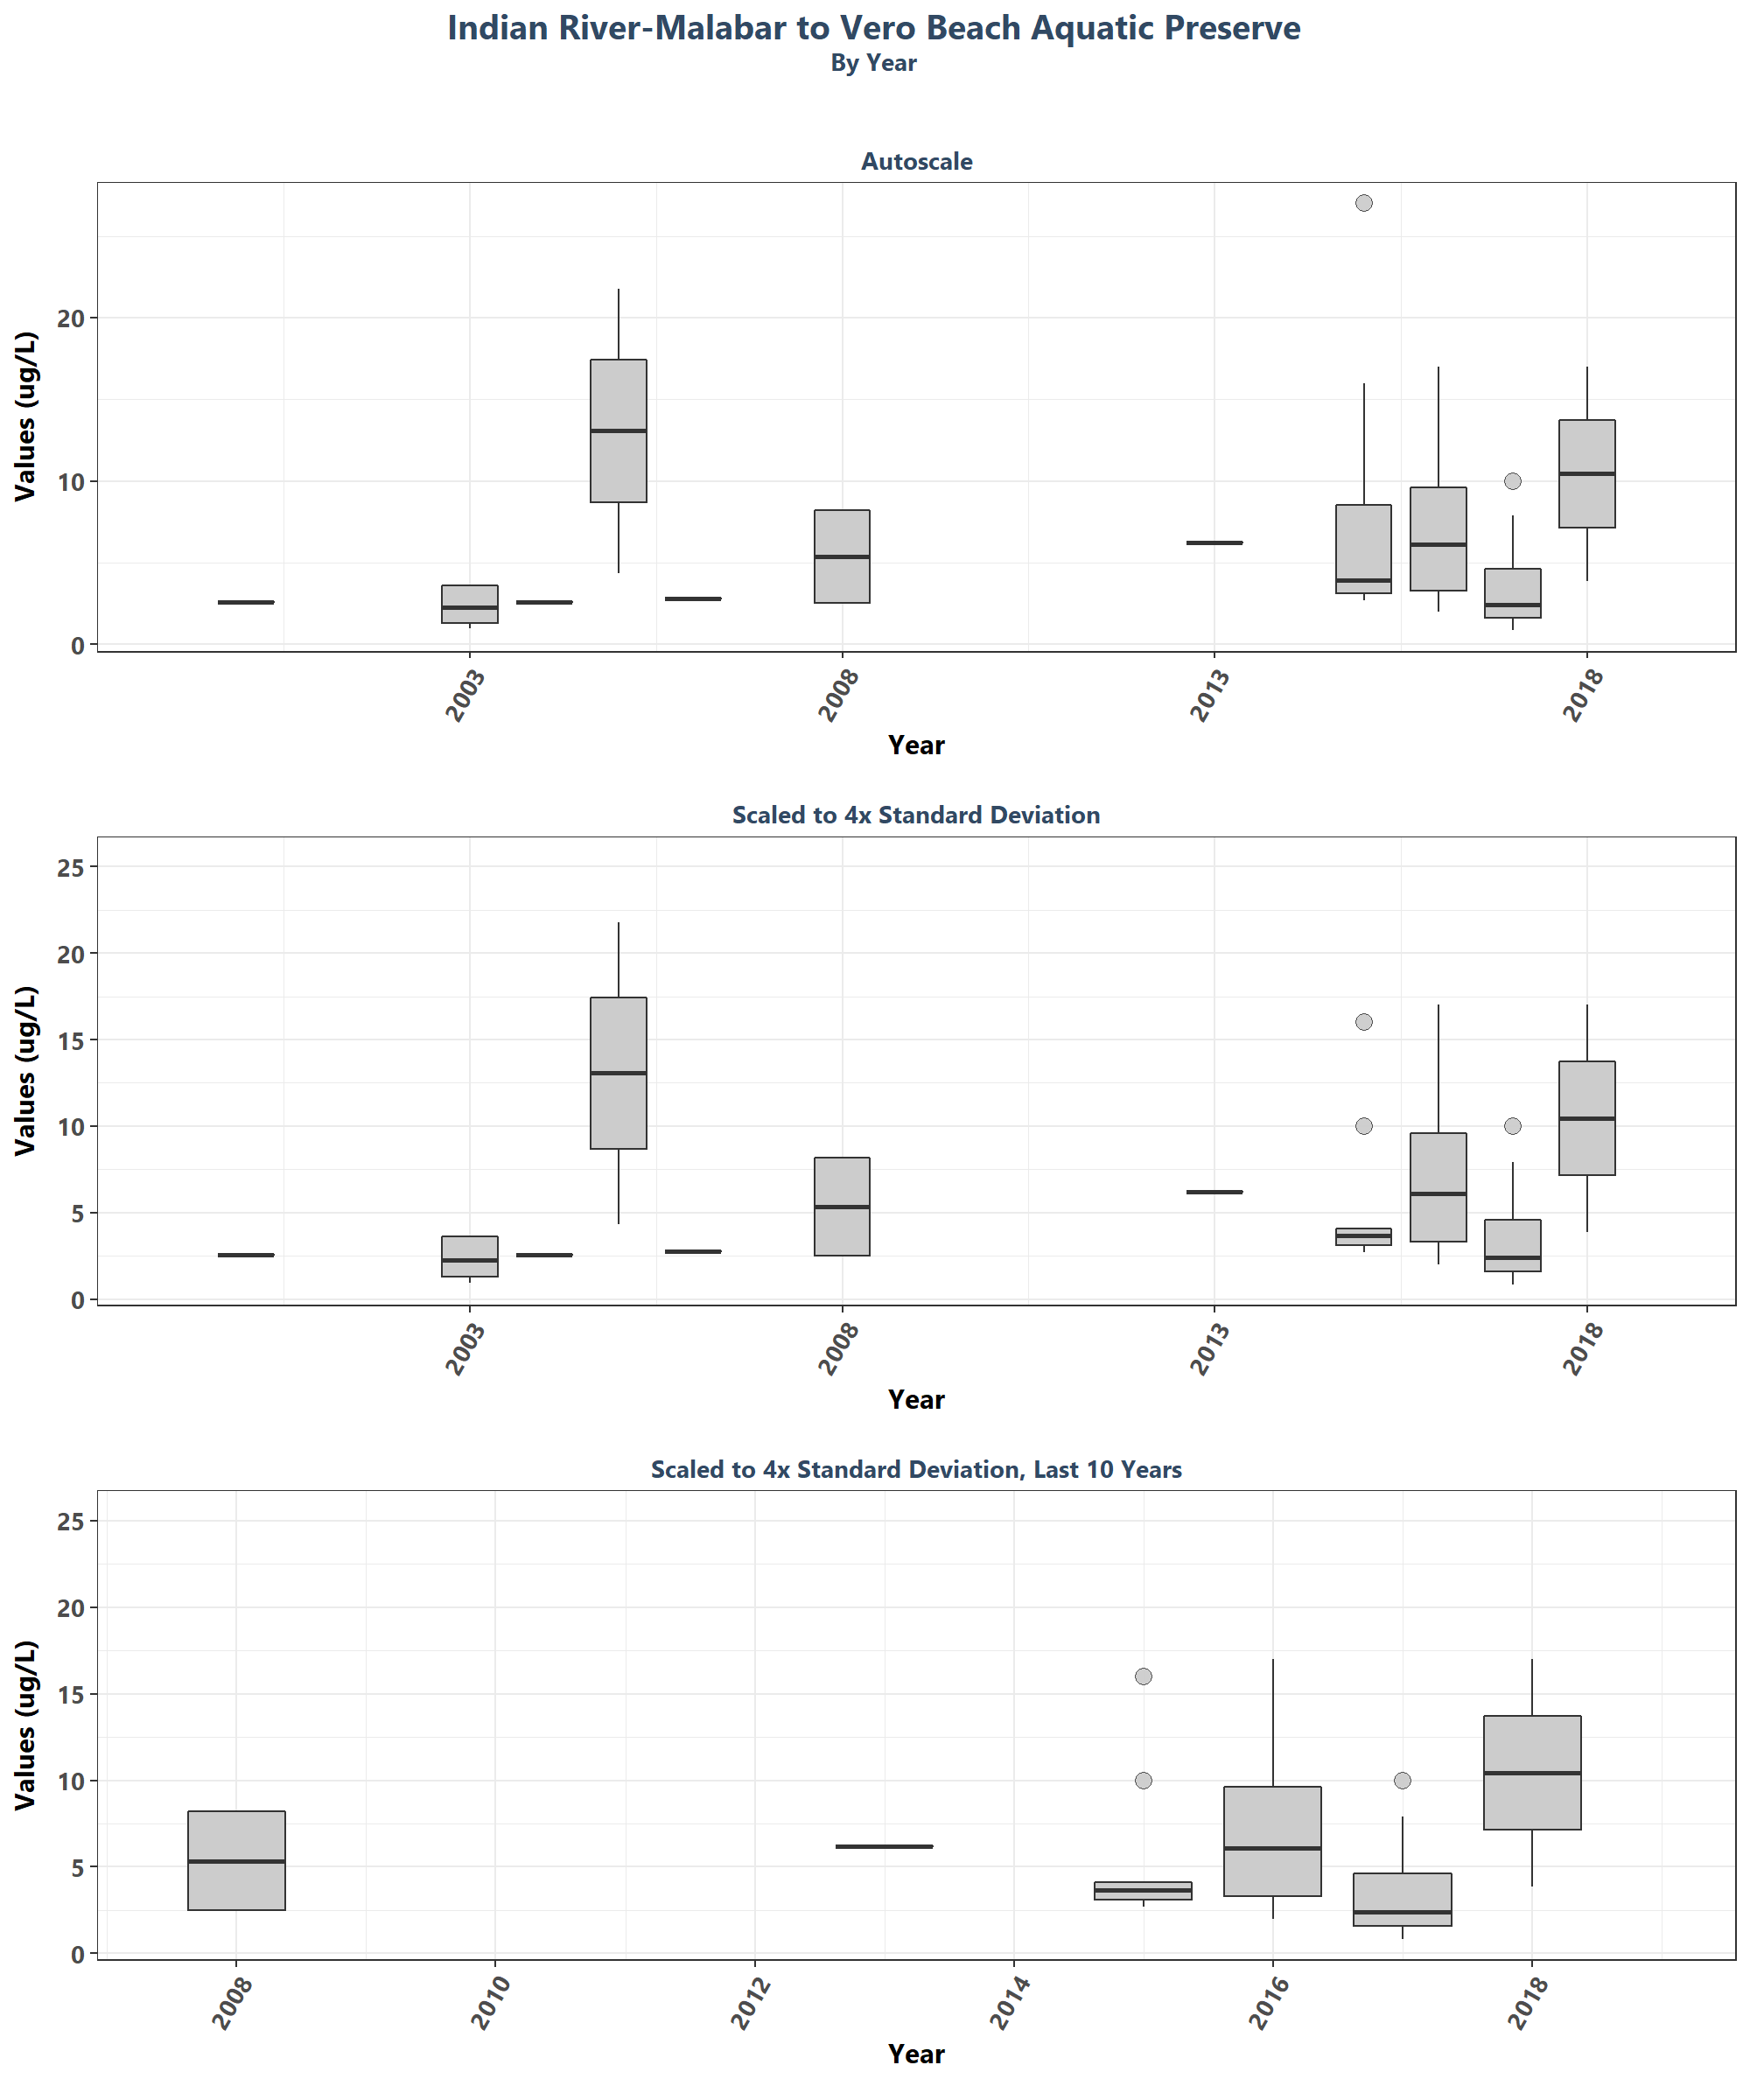 Indian River-Malabar to Vero Beach Aquatic Preserve
By Year
Autoscale
Values (ug/L)
20
10
0
2003 2008 2013 2018
Year
Scaled to 4x Standard Deviation
Values (ug/L)
25
20
15
10
5
0
2003 2008 2013 2018
Year
Scaled to 4x Standard Deviation, Last 10 Years
Values (ug/L)
25
20
15
10
5
0
2008 2010 2012 2014 2016 2018
Year